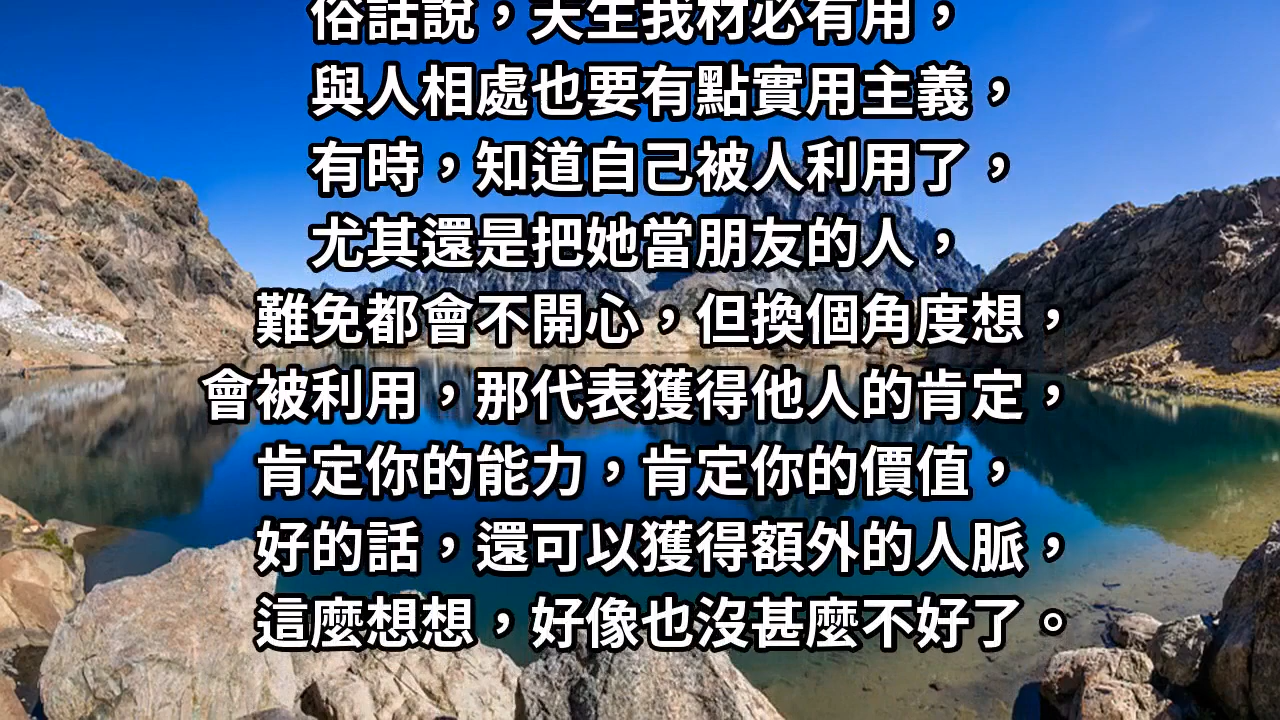 俗話說，天生我材必有用，
與人相處也要有點實用主義，
有時，知道自己被人利用了，
尤其還是把她當朋友的人，
難免都會不開心，但換個角度想，
會被利用，那代表獲得他人的肯定，
肯定你的能力，肯定你的價值，
好的話，還可以獲得額外的人脈，
這麼想想，好像也沒甚麼不好了。